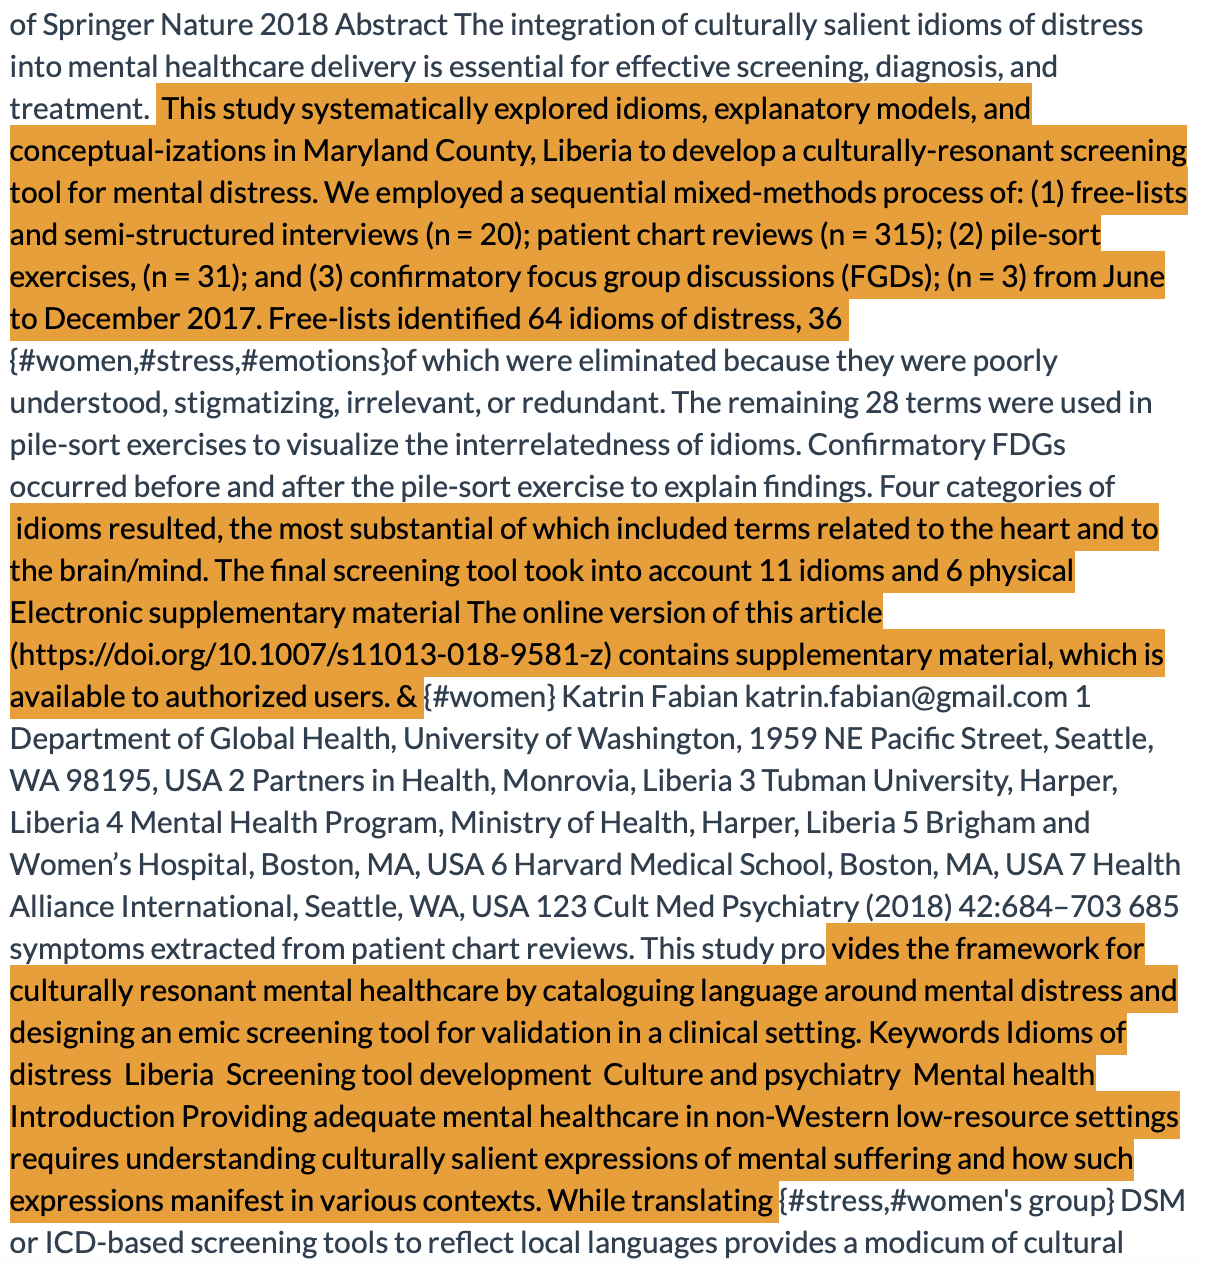 of Springer Nature 2018 Abstract The integration of culturally salient idioms of distress
into mental healthcare delivery is essential for effective screening, diagnosis, and
treatment. This study systematically explored idioms, explanatory models, and
conceptual-izations in Maryland County, Liberia to develop a culturally-resonant screening
tool for mental distress. We employed a sequential mixed-methods process of: (1) free-lists
and semi-structured interviews (n = 20); patient chart reviews (n = 315); (2) pile-sort
exercises, (n = 31); and (3) confirmatory focus group discussions (FGDs); (n = 3) from June
to December 2017. Free-lists identified 64 idioms of distress, 36
{#women,#stress,#emotions}of which were eliminated because they were poorly
understood, stigmatizing, irrelevant, or redundant. The remaining 28 terms were used in
pile-sort exercises to visualize the interrelatedness of idioms. Confirmatory FDGs
occurred before and after the pile-sort exercise to explain findings. Four categories of
idioms resulted, the most substantial of which included terms related to the heart and to
the brain/mind. The final screening tool took into account 11 idioms and 6 physical
Electronic supplementary material The online version of this article
(https://doi.org/10.1007/s11013-018-9581-z) contains supplementary material, which is
available to authorized users. & {#women} Katrin Fabian katrin.fabian@gmail.com 1
Department of Global Health, University of Washington, 1959 NE Pacific Street, Seattle,
WA 98195, USA 2 Partners in Health, Monrovia, Liberia 3 Tubman University, Harper,
Liberia 4 Mental Health Program, Ministry of Health, Harper, Liberia 5 Brigham and
Women’s Hospital, Boston, MA, USA 6 Harvard Medical School, Boston, MA, USA 7 Health
Alliance International, Seattle, WA, USA 123 Cult Med Psychiatry (2018) 42:684–703 685
symptoms extracted from patient chart reviews. This study pro vides the framework for
culturally resonant mental healthcare by cataloguing language around mental distress and
designing an emic screening tool for validation in a clinical setting. Keywords Idioms of
distress Liberia Screening tool development Culture and psychiatry Mental health
Introduction Providing adequate mental healthcare in non-Western low-resource settings
requires understanding culturally salient expressions of mental suffering and how such
expressions manifest in various contexts. While translating {#stress,#women's group} DSM
or ICD-based screening tools to reflect local languages provides a modicum of cultural